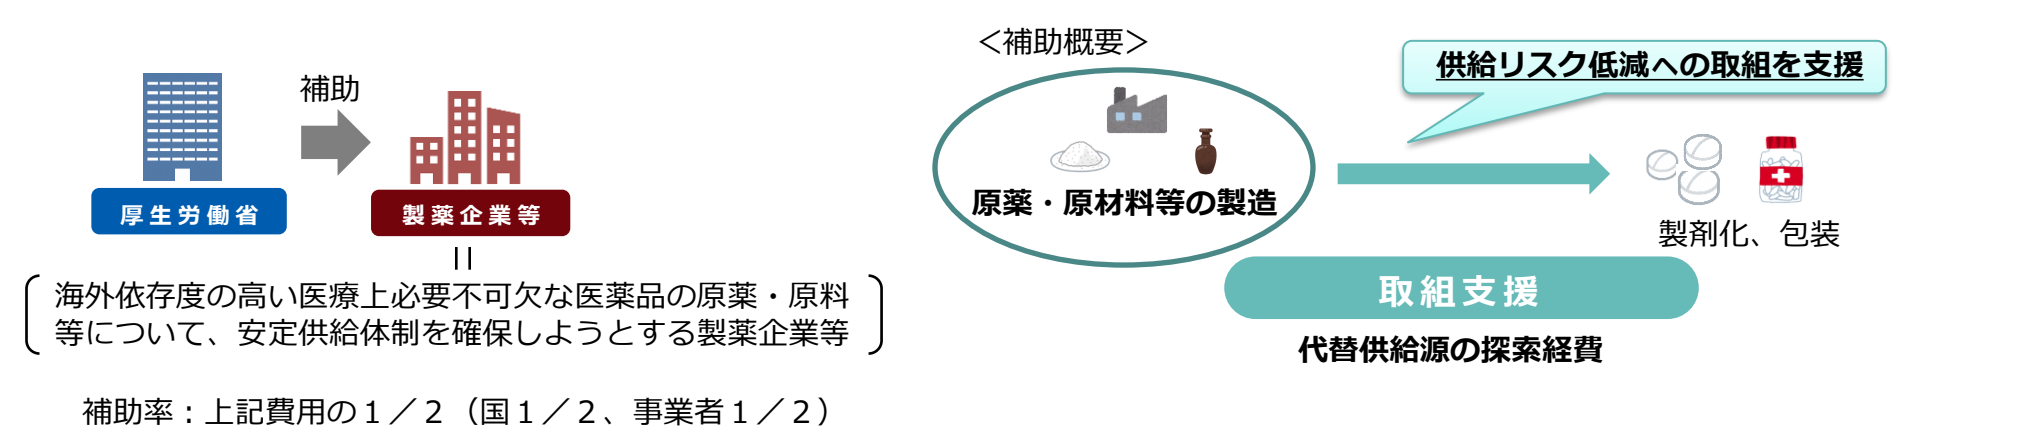 補助
厚生労働省
製薬企業等
海外依存度の高い医療上必要不可欠な医薬品の原薬・原料
等について、安定供給体制を確保しようとする製薬企業等
補助率：上記費用の１／２（国１／２、事業者１／２）
＜補助概要＞
供給リスク低減への取組を支援
原薬・原材料等の製造
製剤化、包装
取組支援
代替供給源の探索経費